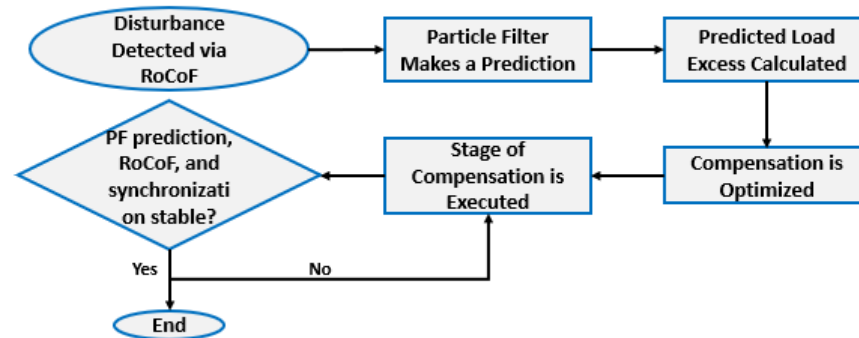 Disturbance
Detected via
RoCoF
Particle Filter
Makes a Prediction
Predicted Load
Excess Calculated
Compensation is
Optimized
Stage of
Compensation is
Executed
PF prediction,
RoCoF, and
synchronizati
on stable?
Yes
No
End